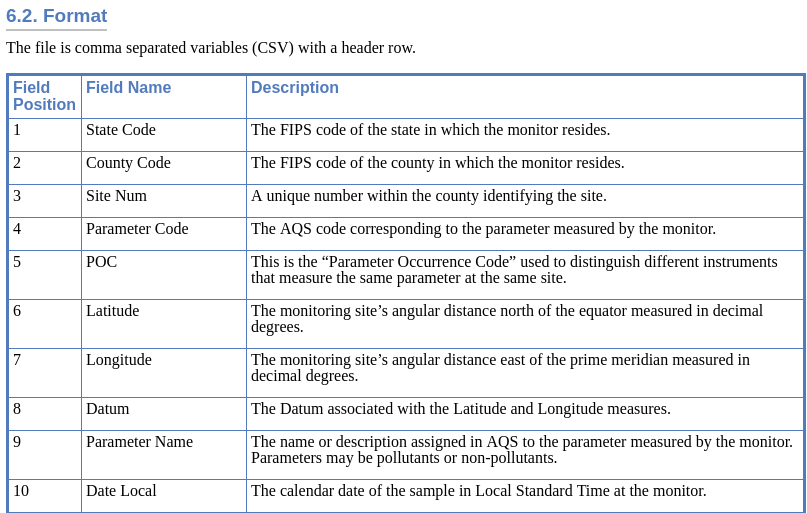 6.2. Format
The file is comma separated variables (CSV) with a header row.
Field Position Field Name Description
1 State Code The FIPS code of the state in which the monitor resides.
2 County Code The FIPS code of the county in which the monitor resides.
3 Site Num A unique number within the county identifying the site.
4 Parameter Code The AQS code corresponding to the parameter measured by the monitor.
5 POC This is the “Parameter Occurrence Code” used to distinguish different instruments
that measure the same parameter at the same site.
6 Latitude The monitoring site’s angular distance north of the equator measured in decimal
degrees.
7 Longitude The monitoring site’s angular distance east of the prime meridian measured in
decimal degrees.
8 Datum The Datum associated with the Latitude and Longitude measures.
9 Parameter Name The name or description assigned in AQS to the parameter measured by the monitor.
Parameters may be pollutants or non-pollutants.
10 Date Local The calendar date of the sample in Local Standard Time at the monitor.